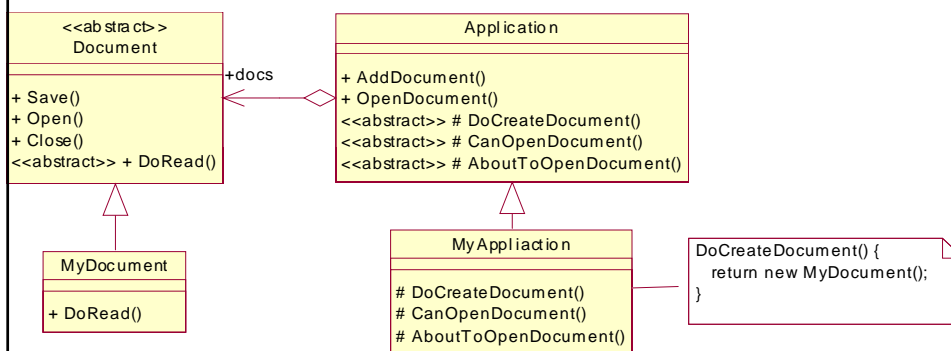 <<abstract>>
Document
+ Save()
+ Open()
+ Close()
<<abstract>> + DoRead()
+docs
Application
+ AddDocument()
+ OpenDocument()
<<abstract>> # DoCreateDocument()
<<abstract>> # CanOpenDocument()
<<abstract>> # AboutToOpenDocument()
MyDocument
+ DoRead()
MyAppliaction
# DoCreateDocument()
# CanOpenDocument()
# AboutToOpenDocument()
DoCreateDocument() {
return new MyDocument();
}